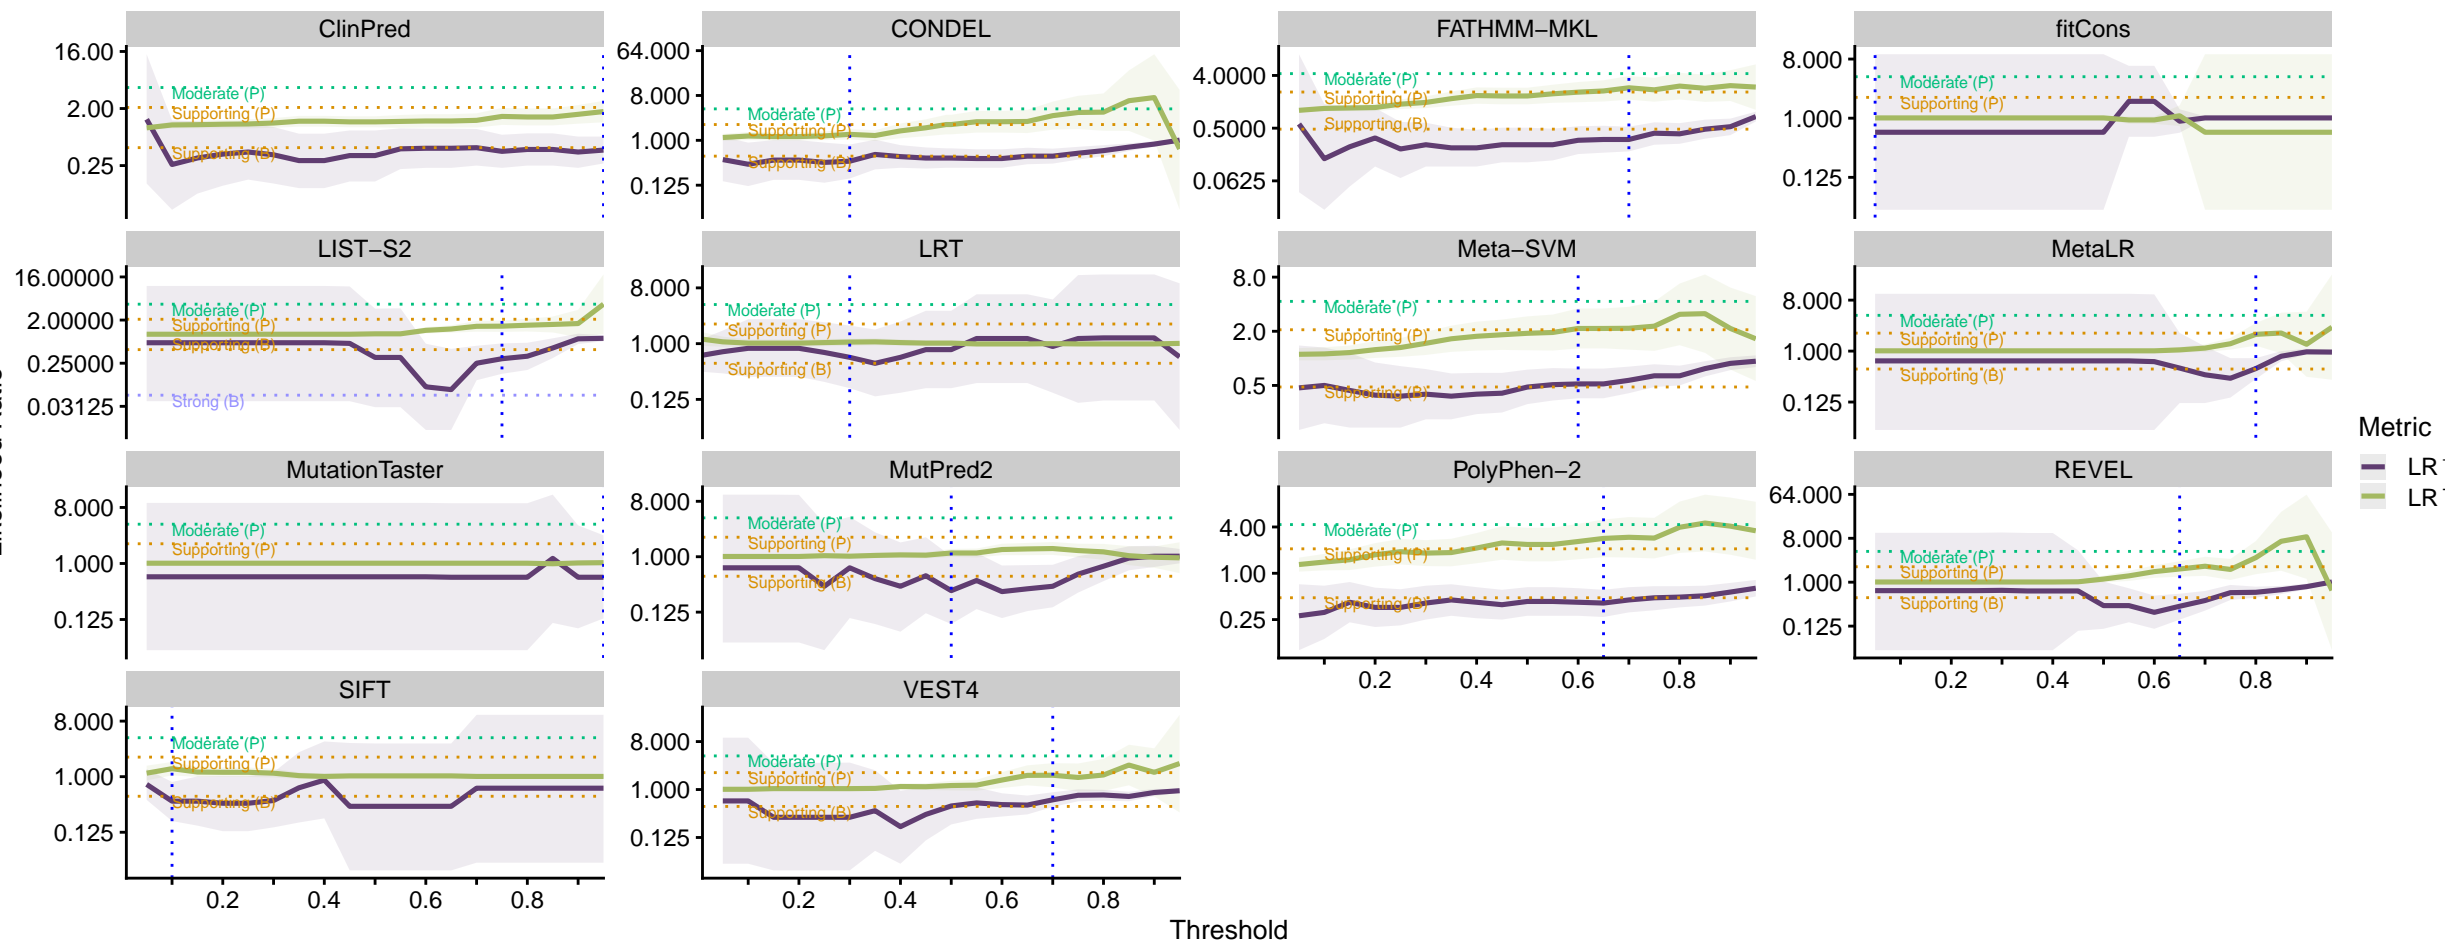 ClinPred
CONDEL
FATHMM−MKL
fitCons
16.00
2.00
0.25
Moderate (P)
Supporting (P)
Supporting (B)
64.000
8.000
1.000
0.125
Moderate (P)
Supporting (P)
Supporting (B)
4.0000
0.5000
0.0625
Moderate (P)
Supporting (P)
Supporting (B)
8.000
1.000
0.125
Moderate (P)
Supporting (P)
LIST−S2
LRT
Meta−SVM
MetaLR
16.00000
2.00000
0.25000
0.03125
Moderate (P)
Supporting (P)
Supporting (B)
Strong (B)
8.000
1.000
0.125
Moderate (P)
Supporting (P)
Supporting (B)
8.0
2.0
0.5
Moderate (P)
Supporting (P)
Supporting (B)
8.000
1.000
0.125
Moderate (P)
Supporting (P)
Supporting (B)
MutationTaster
MutPred2
PolyPhen−2
REVEL
8.000
1.000
0.125
Moderate (P)
Supporting (P)
8.000
1.000
0.125
Moderate (P)
Supporting (P)
Supporting (B)
4.00
1.00
0.25
Moderate (P)
Supporting (P)
Supporting (B)
0.2 0.4 0.6 0.8
64.000
8.000
1.000
0.125
Moderate (P)
Supporting (P)
Supporting (B)
0.2 0.4 0.6 0.8
SIFT
VEST4
8.000
1.000
0.125
Moderate (P)
Supporting (P)
Supporting (B)
0.2 0.4 0.6 0.8
8.000
1.000
0.125
Moderate (P)
Supporting (P)
Supporting (B)
0.2 0.4 0.6 0.8
Threshold
Metric
LR
LR